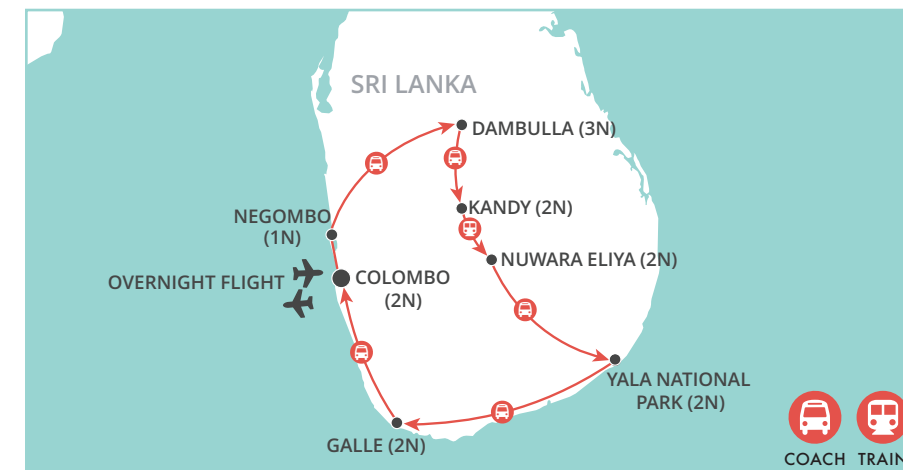 SRI LANKA
DAMBULLA (3N)
KANDY (2N)
NEGOMBO
(1N)
NUWARA ELIYA (2N)
OVERNIGHT FLIGHT
COLOMBO
(2N)
YALA NATIONAL
PARK (2N)
GALLE (2N)
COACH
TRAIN